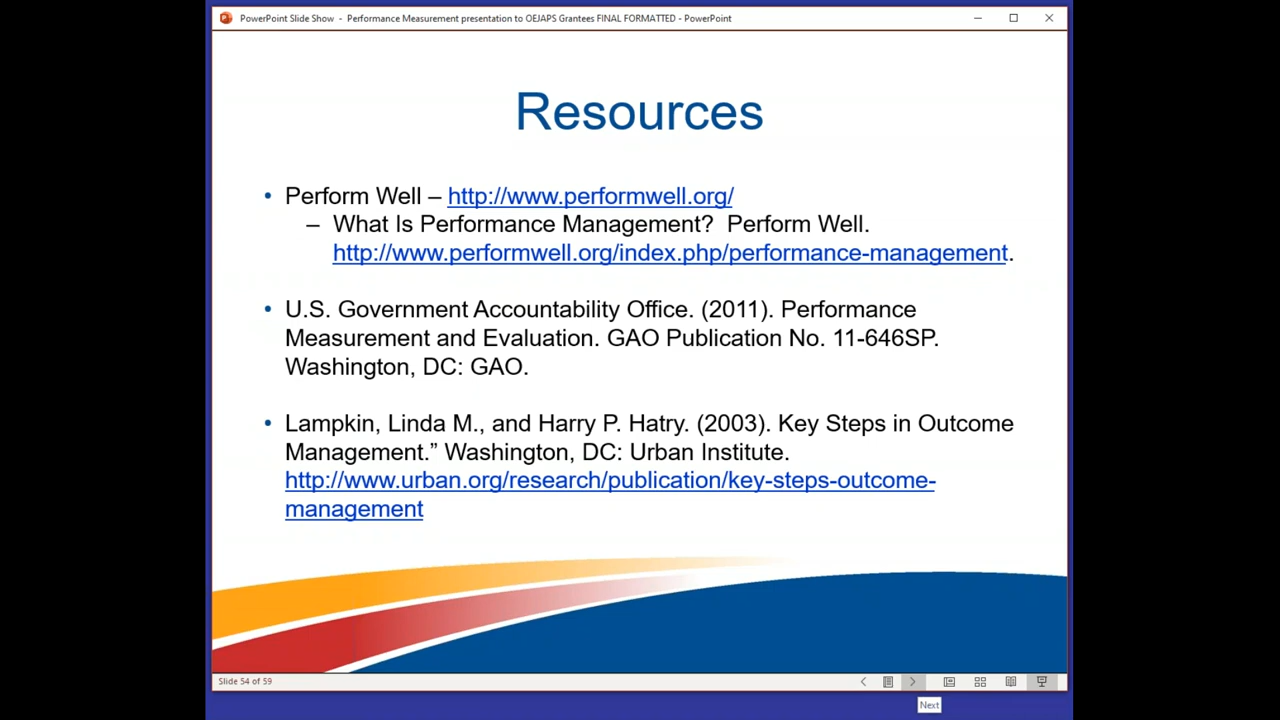 PowerPoint Slide Show - Performance Measurement presentation to OEJAPS Grantees FINAL FORMATTED - PowerPoint
Resources
• Perform Well – http://www.performwell.org/
– What Is Performance Management? Perform Well.
http://www.performwell.org/index.php/performance-management.
• U.S. Government Accountability Office. (2011). Performance
Measurement and Evaluation. GAO Publication No. 11-646SP.
Washington, DC: GAO.
• Lampkin, Linda M., and Harry P. Hatry. (2003). Key Steps in Outcome
Management.” Washington, DC: Urban Institute.
http://www.urban.org/research/publication/key-steps-outcome-
management
Slide 54 of 59
Next